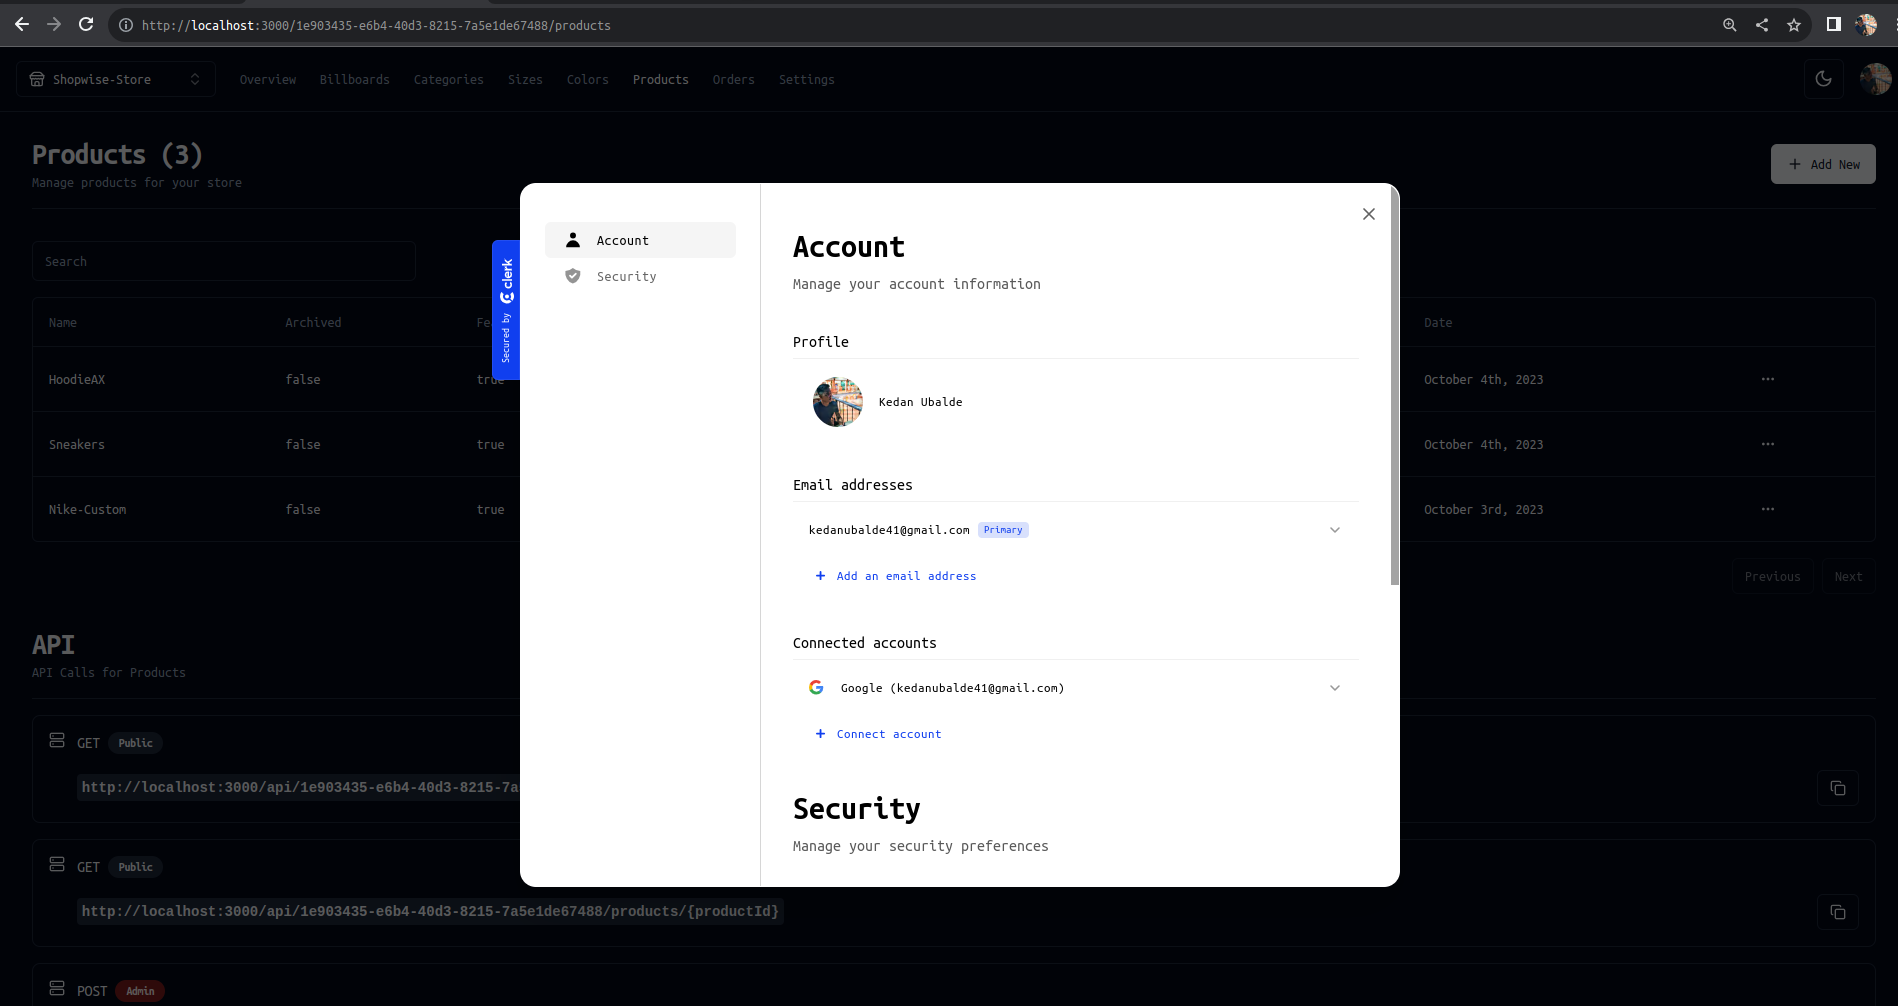 http://localhost:3000/1e903435-e6b4-40d3-8215-7a5e1de67488/products
Shopwise-Store
Overview
Billboards
Categories
Sizes
Colors
Products
Orders
Settings
Products (3)
Manage products for your store
+ Add New
Search
Name
Archived
Date
HoodieAX
false
true
October 4th, 2023
Sneakers
false
true
October 4th, 2023
Nike-Custom
false
true
October 3rd, 2023
Previous
Next
API
API Calls for Products
GET Public
http://localhost:3000/api/1e903435-e6b4-40d3-8215-7a
GET Public
http://localhost:3000/api/1e903435-e6b4-40d3-8215-7a5e1de67488/products/{productId}
POST Admin
Secured by clerk
Account
Security
Account
Manage your account information
Profile
Kedan Ubalde
Email addresses
kedanubalde41@gmail.com Primary
+ Add an email address
Connected accounts
Google (kedanubalde41@gmail.com)
+ Connect account
Security
Manage your security preferences